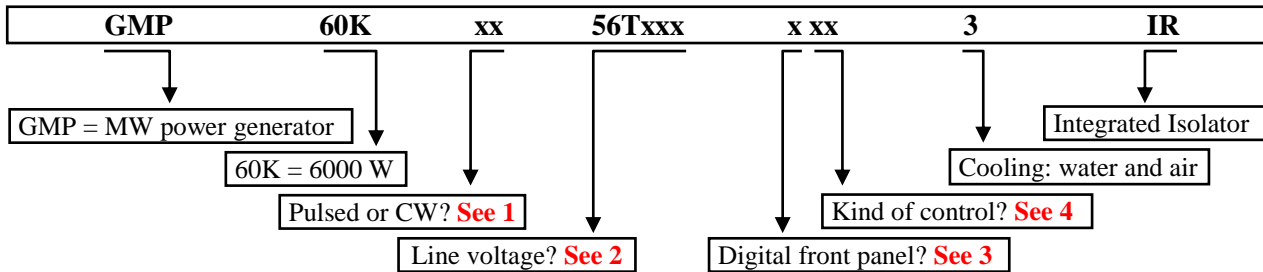 GMP 60K xx 56Txxx x xx 3 IR
GMP = MW power generator
Integrated Isolator
60K = 6000 W
Cooling: water and air
Pulsed or CW? See 1
Kind of control? See 4
Line voltage? See 2
Digital front panel? See 3